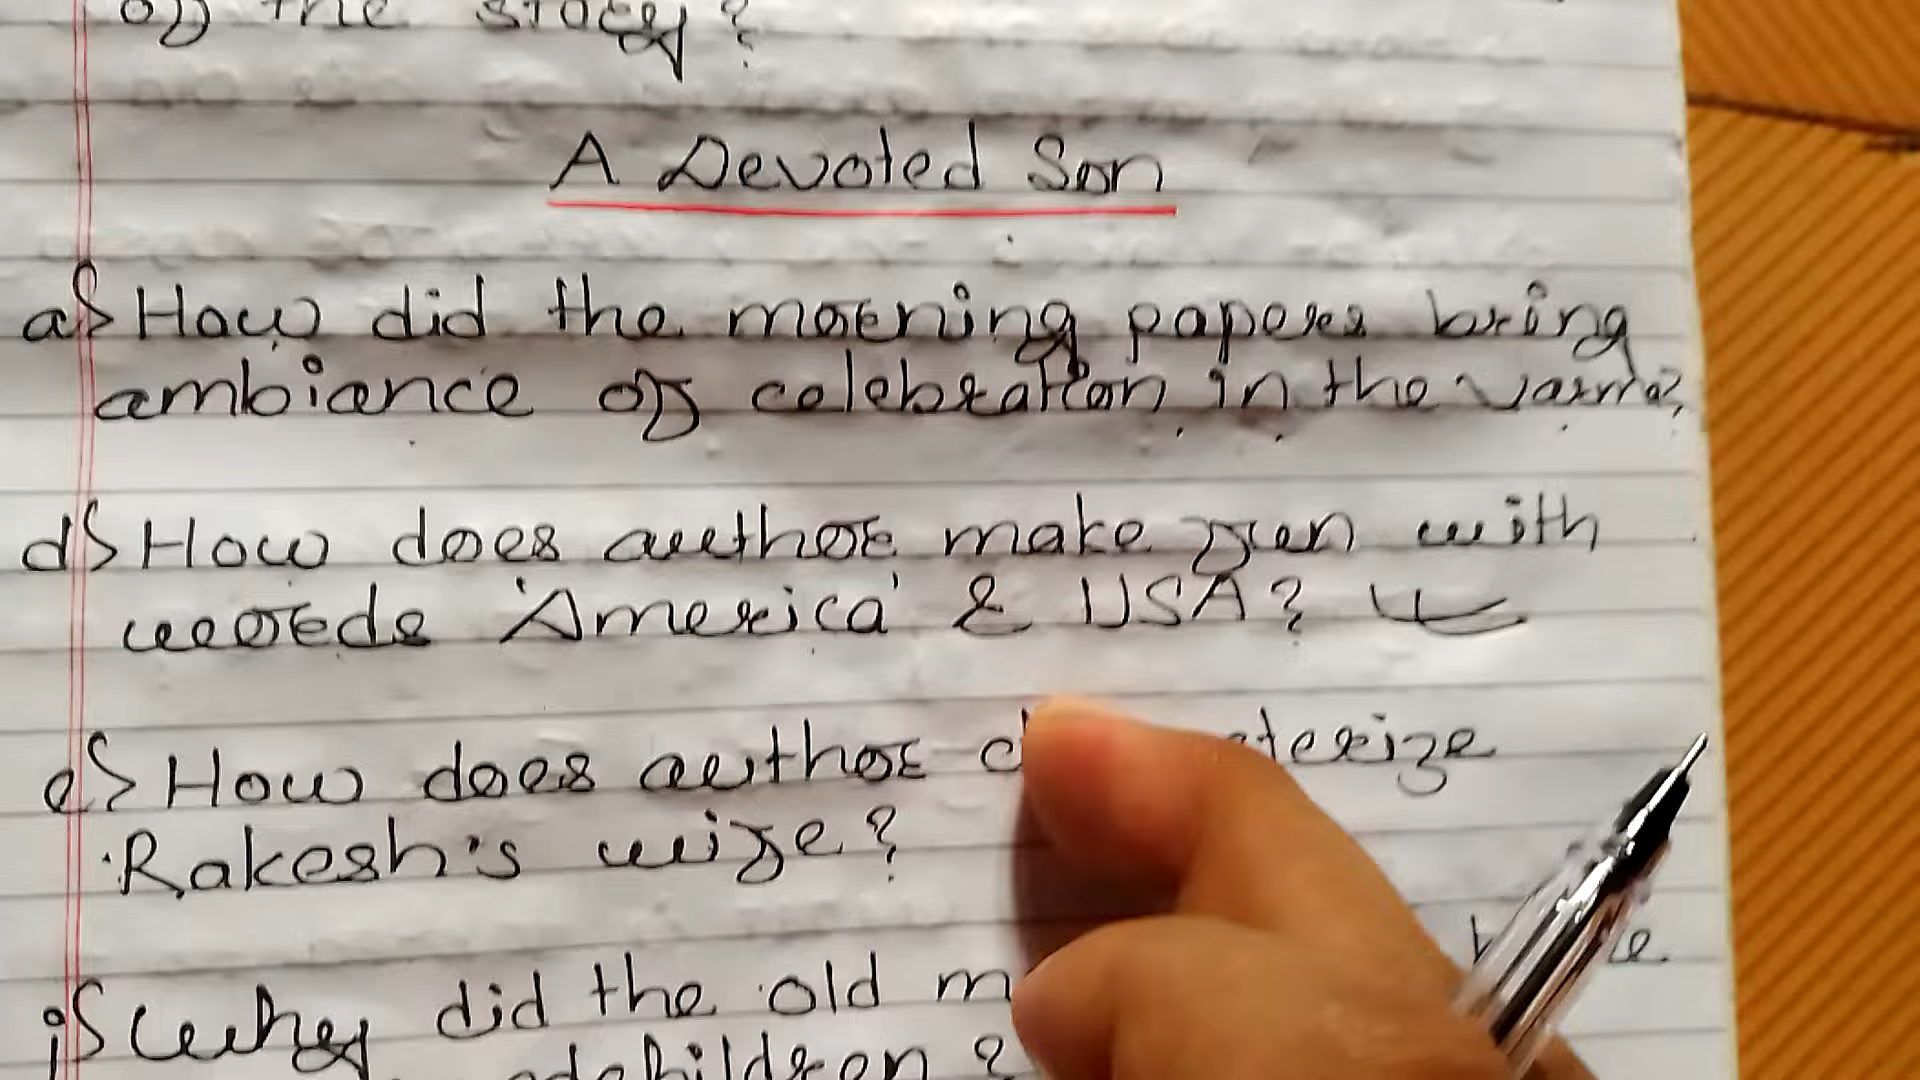 of the story?
A Devoted Son
a) How did the morning papers bring
ambiance of celebration in the Varma?
d) How does author make fun with
words 'America' & USA?
e) How does author
Rakesh's wife?
i) Why did the old